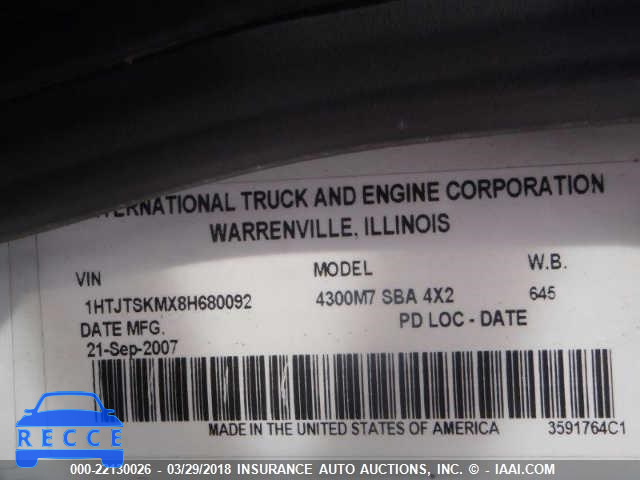 INTERNATIONAL TRUCK AND ENGINE CORPORATION
WARRENVILLE, ILLINOIS
VIN MODEL W.B.
1HTJTSKMX8H680092 4300M7 SBA 4X2 645
DATE MFG. PD LOC - DATE
21-Sep-2007
MADE IN THE UNITED STATES OF AMERICA 3591764C1
RECCE
000-22130026 - 03/29/2018 INSURANCE AUTO AUCTIONS, INC. - © IAAI.COM